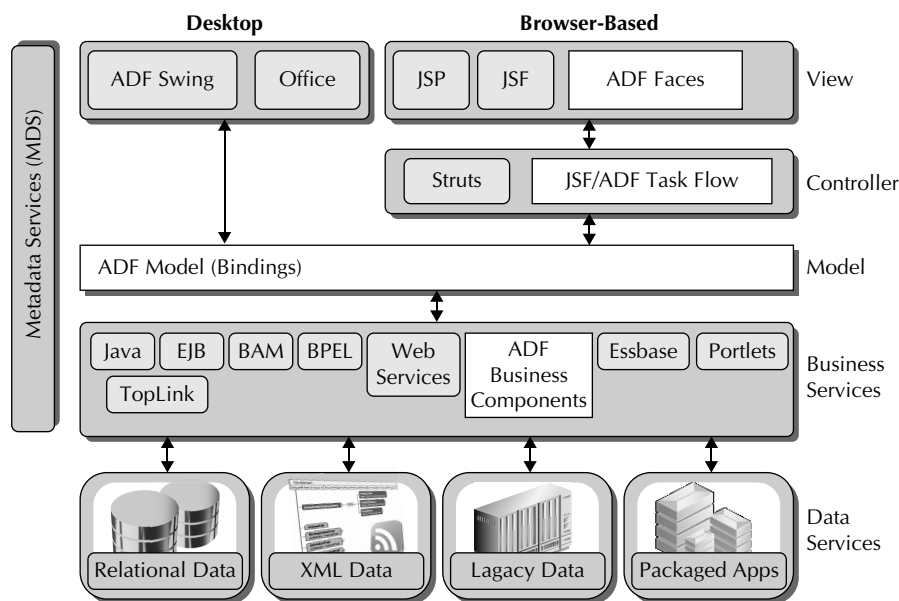 Desktop
Browser-Based
Metadata Services (MDS)
ADF Swing
Office
JSP
JSF
ADF Faces
View
Struts
JSF/ADF Task Flow
Controller
ADF Model (Bindings)
Model
Java
EJB
BAM
BPEL
Web
Services
ADF
Business
Components
Essbase
Portlets
TopLink
Business
Services
Relational Data
XML Data
Lagacy Data
Packaged Apps
Data
Services